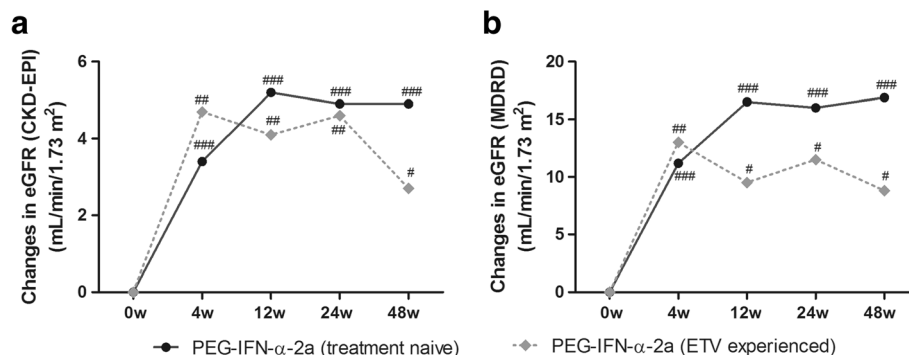 a
Changes in eGFR (CKD-EPI)
(mL/min/1.73 m²)
6
4
2
0
##
###
###
##
###
##
###
#
0w 4w 12w 24w 48w
b
Changes in eGFR (MDRD)
(mL/min/1.73 m²)
20
15
10
5
0
##
###
###
#
###
#
###
#
0w 4w 12w 24w 48w
PEG-IFN-α-2a (treatment naive) PEG-IFN-α-2a (ETV experienced)